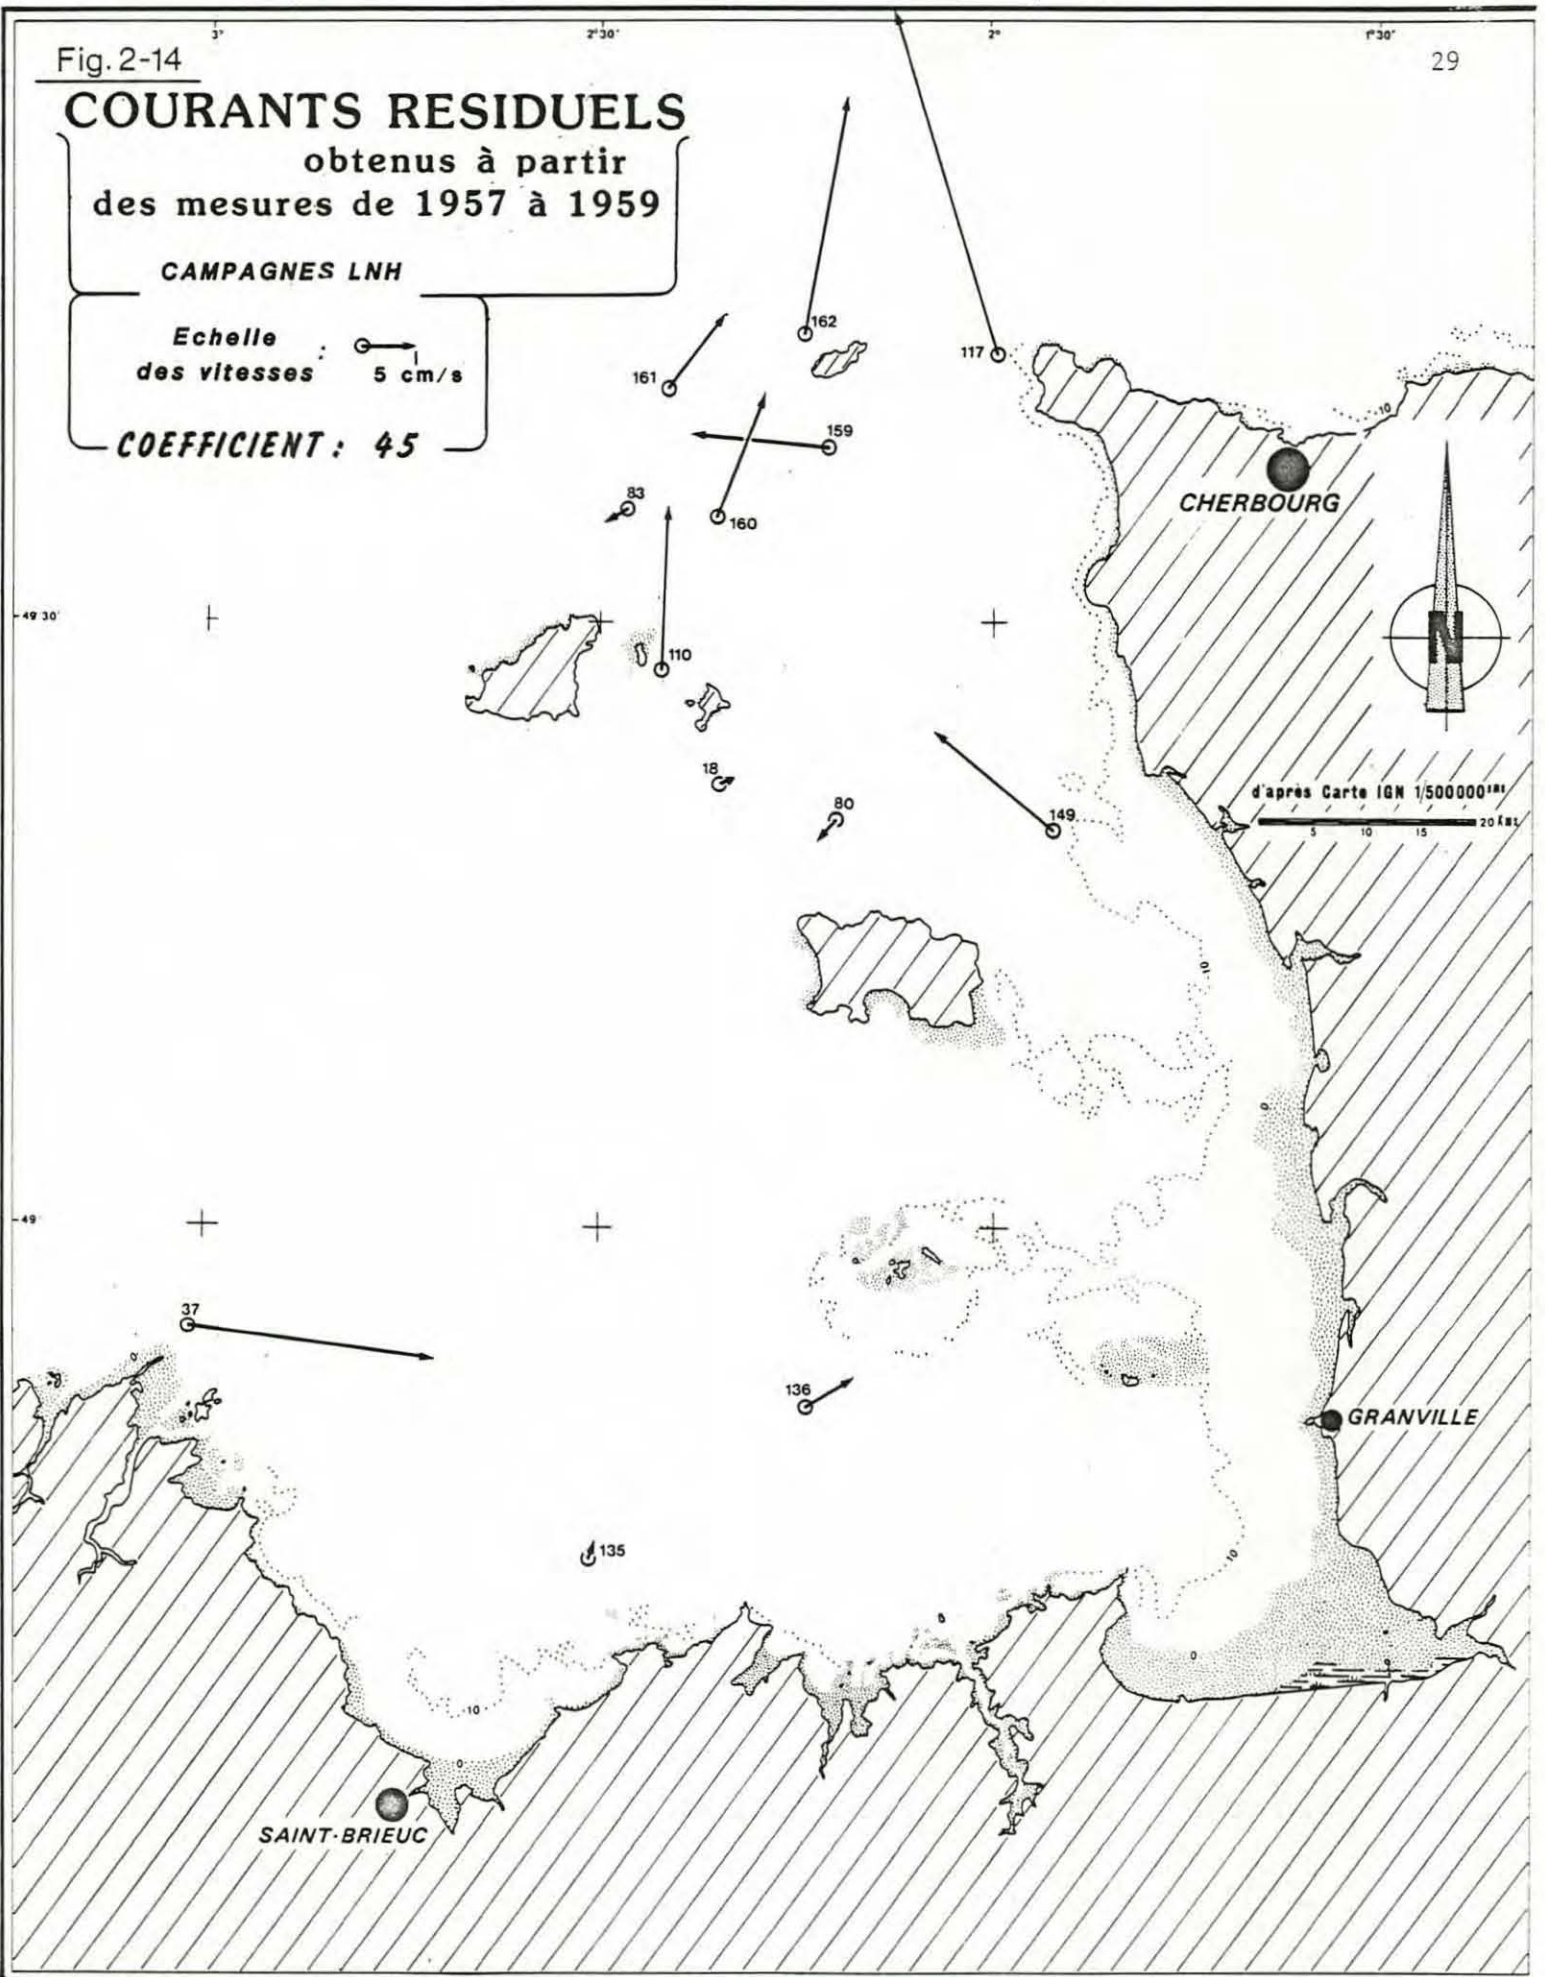 3° 2°30' 2° 1°30'
Fig. 2-14
29
COURANTS RESIDUELS
obtenus à partir
des mesures de 1957 à 1959
CAMPAGNES LNH
Echelle
des vitesses : 5 cm/s
COEFFICIENT : 45
162
117
161
10
159
CHERBOURG
83
160
49°30'
N
110
18
d'après Carte IGN 1/500000
80
149
5 10 15 20 Kms
10
0
49°
37
136
GRANVILLE
135
10
0
10
0
SAINT-BRIEUC